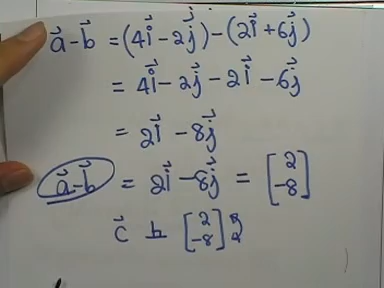 a⃗-b⃗ = (4i⃗-2j⃗)-(2i⃗+6j⃗)
= 4i⃗-2j⃗-2i⃗-6j⃗
= 2i⃗-8j⃗
a⃗-b⃗ = 2i⃗-8j⃗ = [2 -8]
c⃗ ⊥ [2 -8]